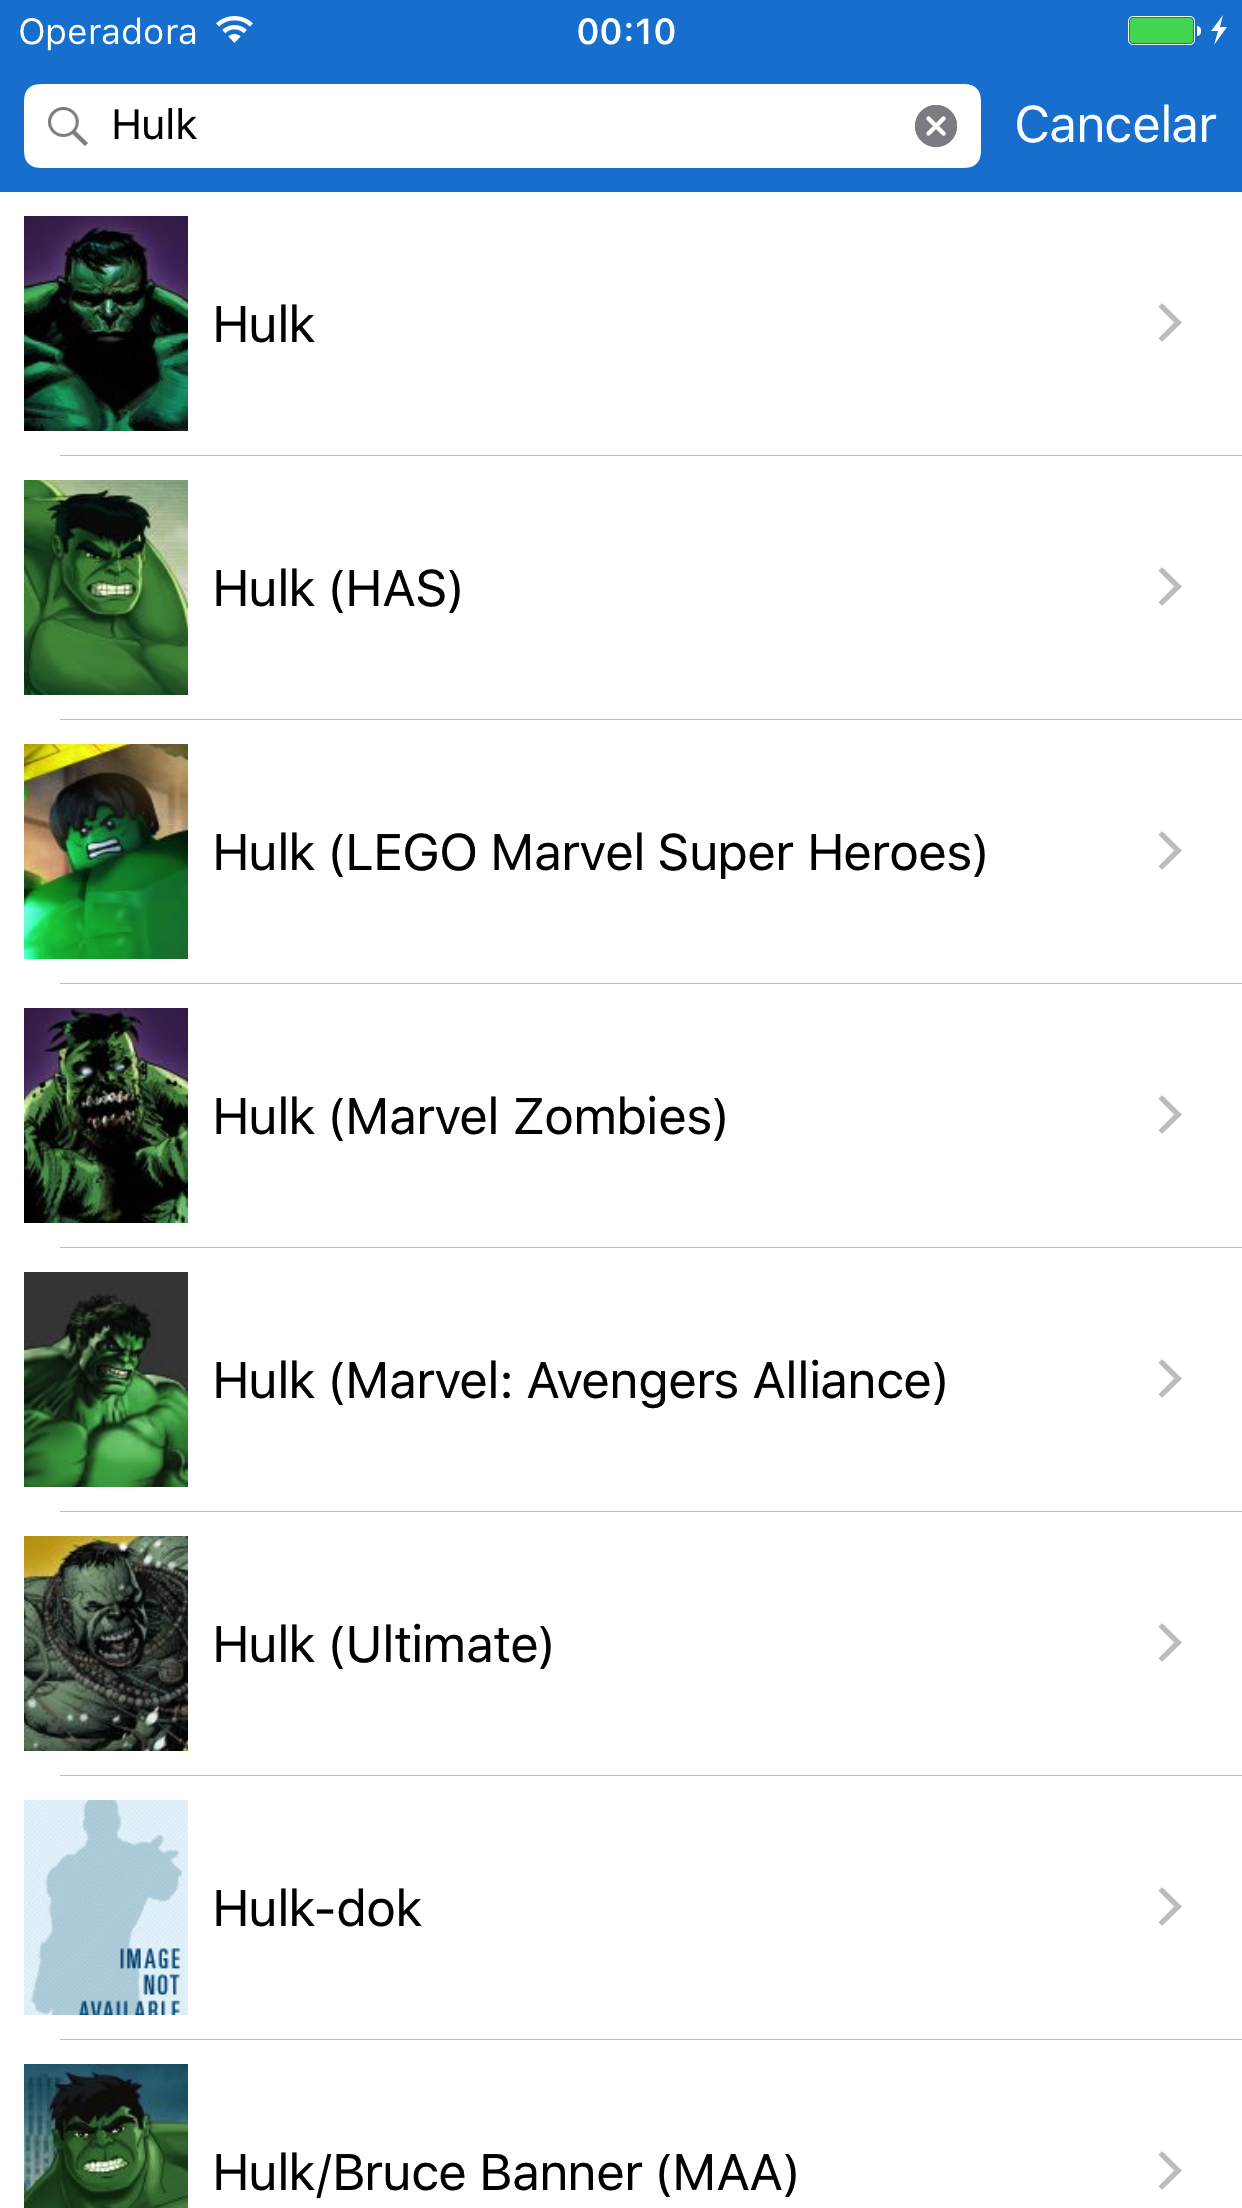 Operadora 00:10
Hulk Cancelar
Hulk
Hulk (HAS)
Hulk (LEGO Marvel Super Heroes)
Hulk (Marvel Zombies)
Hulk (Marvel: Avengers Alliance)
Hulk (Ultimate)
IMAGE
NOT
AVAILABLE
Hulk-dok
Hulk/Bruce Banner (MAA)